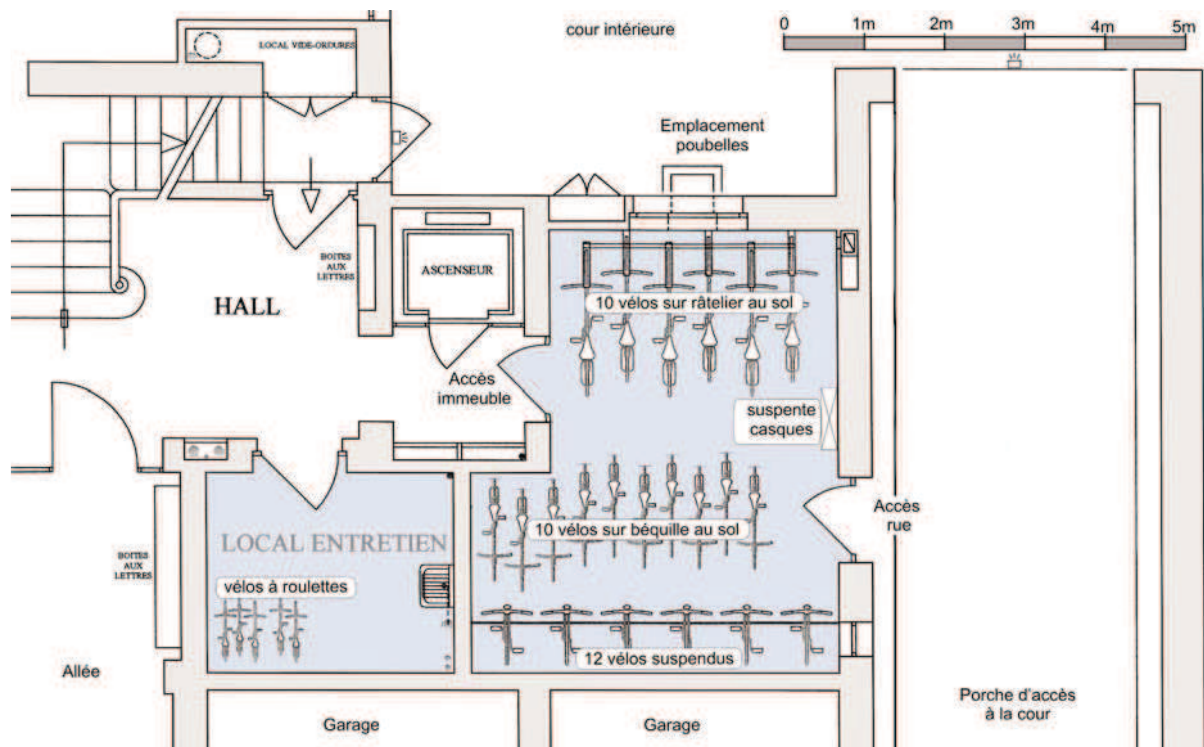 cour intérieure
0 1m 2m 3m 4m 5m
LOCAL VIDE-ORDURES
Emplacement
poubelles
BOITES
AUX
LETTRES
ASCENSEUR
HALL
10 vélos sur râtelier au sol
Accès
immeuble
suspente
casques
Accès
rue
10 vélos sur béquille au sol
LOCAL ENTRETIEN
BOITES
AUX
LETTRES
vélos à roulettes
12 vélos suspendus
Allée
Garage
Garage
Porche d'accès
à la cour